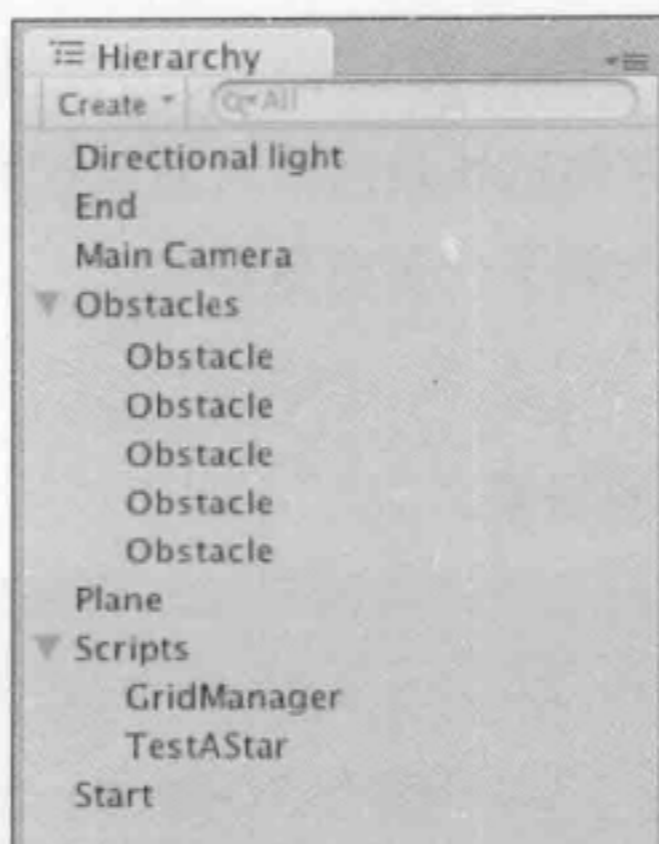 Hierarchy
Create All
Directional light
End
Main Camera
Obstacles
Obstacle
Obstacle
Obstacle
Obstacle
Obstacle
Plane
Scripts
GridManager
TestAStar
Start